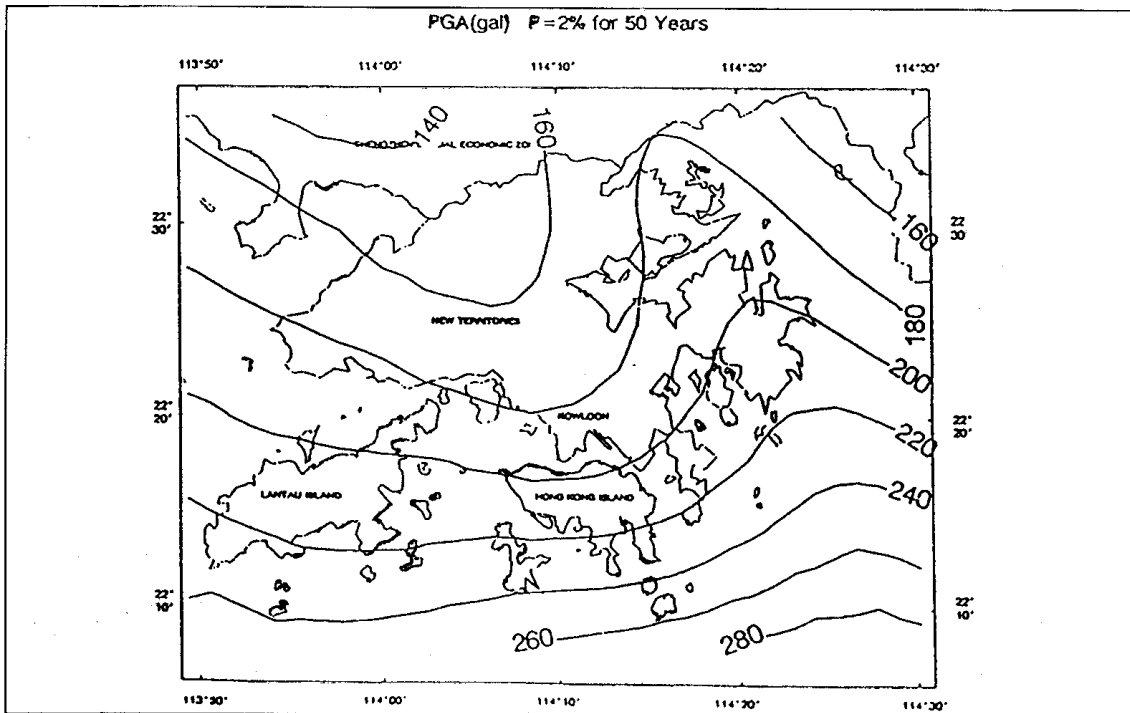 PGA(gal) P=2% for 50 Years
113°50' 114°00' 114°10' 114°20' 114°30'
140
160
ECONOMIC
22°
30'
22
30'
160
NEW TERRITORIES
180
200
22°
20'
KOWLOON
22
20'
220
LANTAU ISLAND
HONG KONG ISLAND
240
22°
10'
22
10'
260
280
114°00' 114°10' 114°20' 114°30'